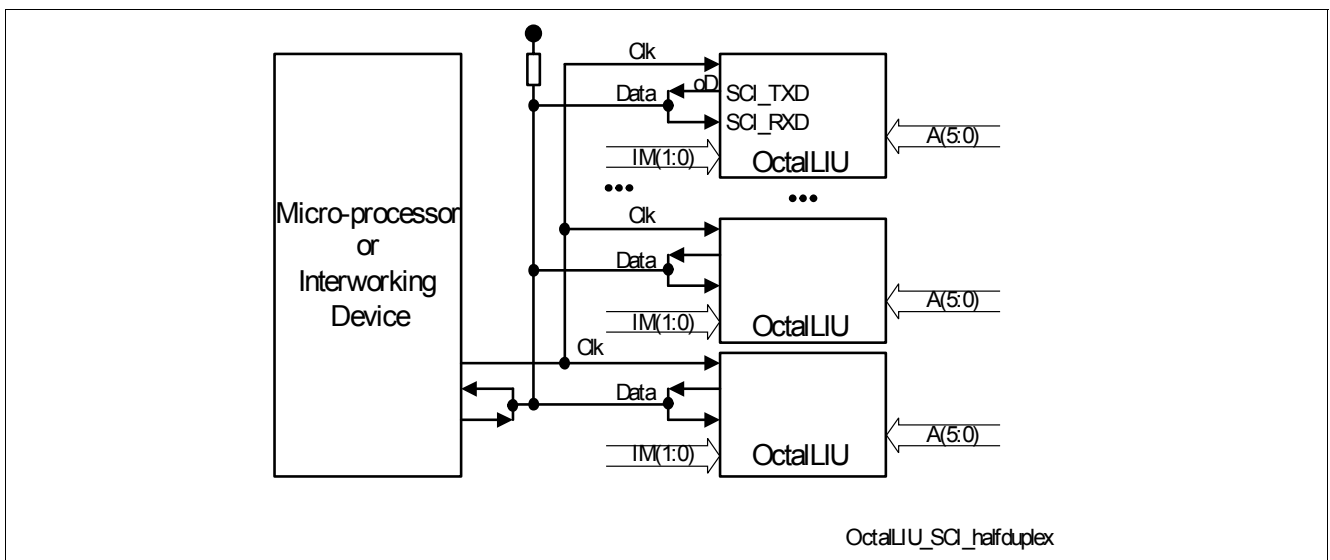 Clk
oD
Data
SCI_TXD
SCI_RXD
A(5:0)
IM(1:0)
OctalLIU
•••
•••
Micro-processor
or
Interworking
Device
Clk
Data
A(5:0)
IM(1:0)
OctalLIU
Clk
Data
A(5:0)
IM(1:0)
OctalLIU
OctalLIU_SCI_halfduplex